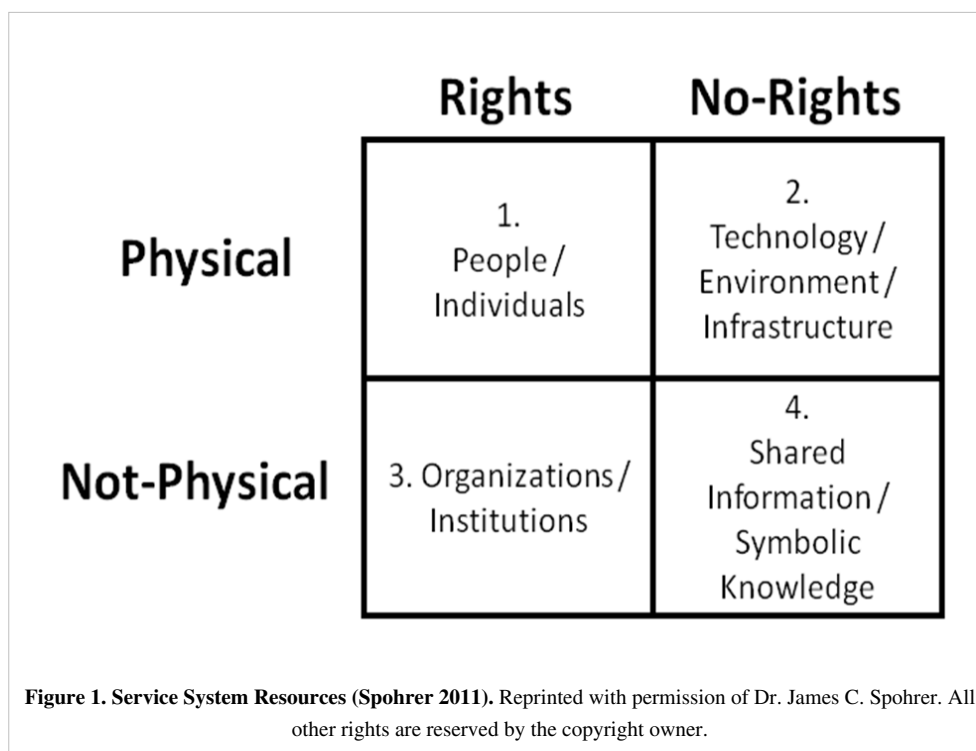 Rights No-Rights
Physical
1.
People /
Individuals
2.
Technology /
Environment /
Infrastructure
Not-Physical
3. Organizations /
Institutions
4.
Shared
Information /
Symbolic
Knowledge
Figure 1. Service System Resources (Spohrer 2011). Reprinted with permission of Dr. James C. Spohrer. All
other rights are reserved by the copyright owner.